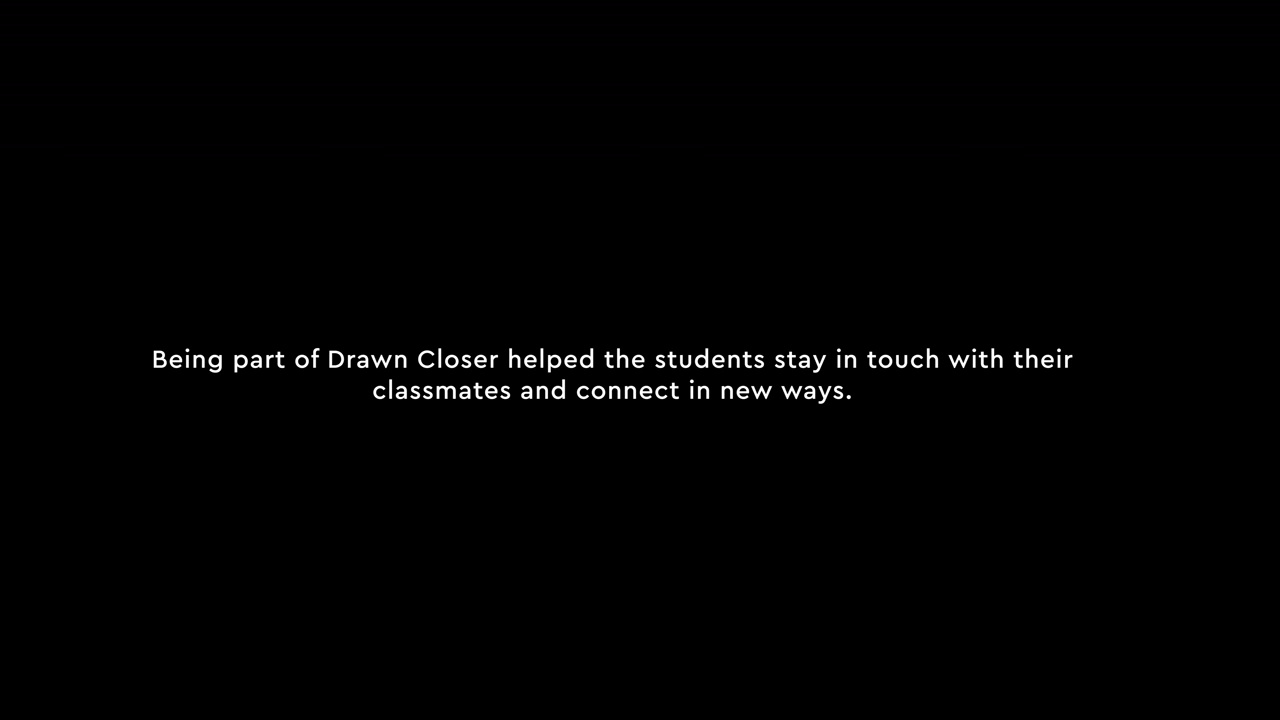 Being part of Drawn Closer helped the students stay in touch with their
classmates and connect in new ways.